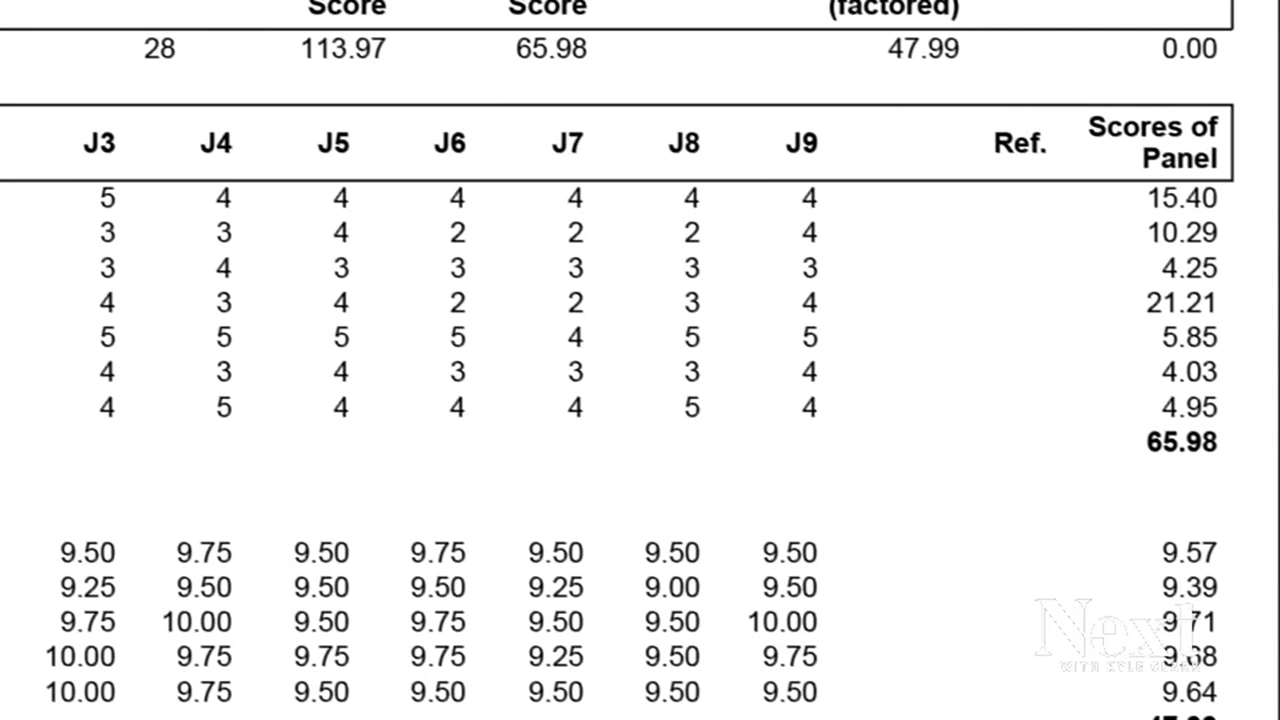 Score Score (factored)
28 113.97 65.98 47.99 0.00
J3 J4 J5 J6 J7 J8 J9 Ref. Scores of Panel
5 4 4 4 4 4 4 15.40
3 3 4 2 2 2 4 10.29
3 4 3 3 3 3 3 4.25
4 3 4 2 2 3 4 21.21
5 5 5 5 4 5 5 5.85
4 3 4 3 3 3 4 4.03
4 5 4 4 4 5 4 4.95
65.98
9.50 9.75 9.50 9.75 9.50 9.50 9.50 9.57
9.25 9.50 9.50 9.50 9.25 9.00 9.50 9.39
9.75 10.00 9.50 9.75 9.50 9.50 10.00 9.71
10.00 9.75 9.75 9.75 9.25 9.50 9.75 9.68
10.00 9.75 9.50 9.50 9.50 9.50 9.50 9.64
Next
WITH KYLE CLARK